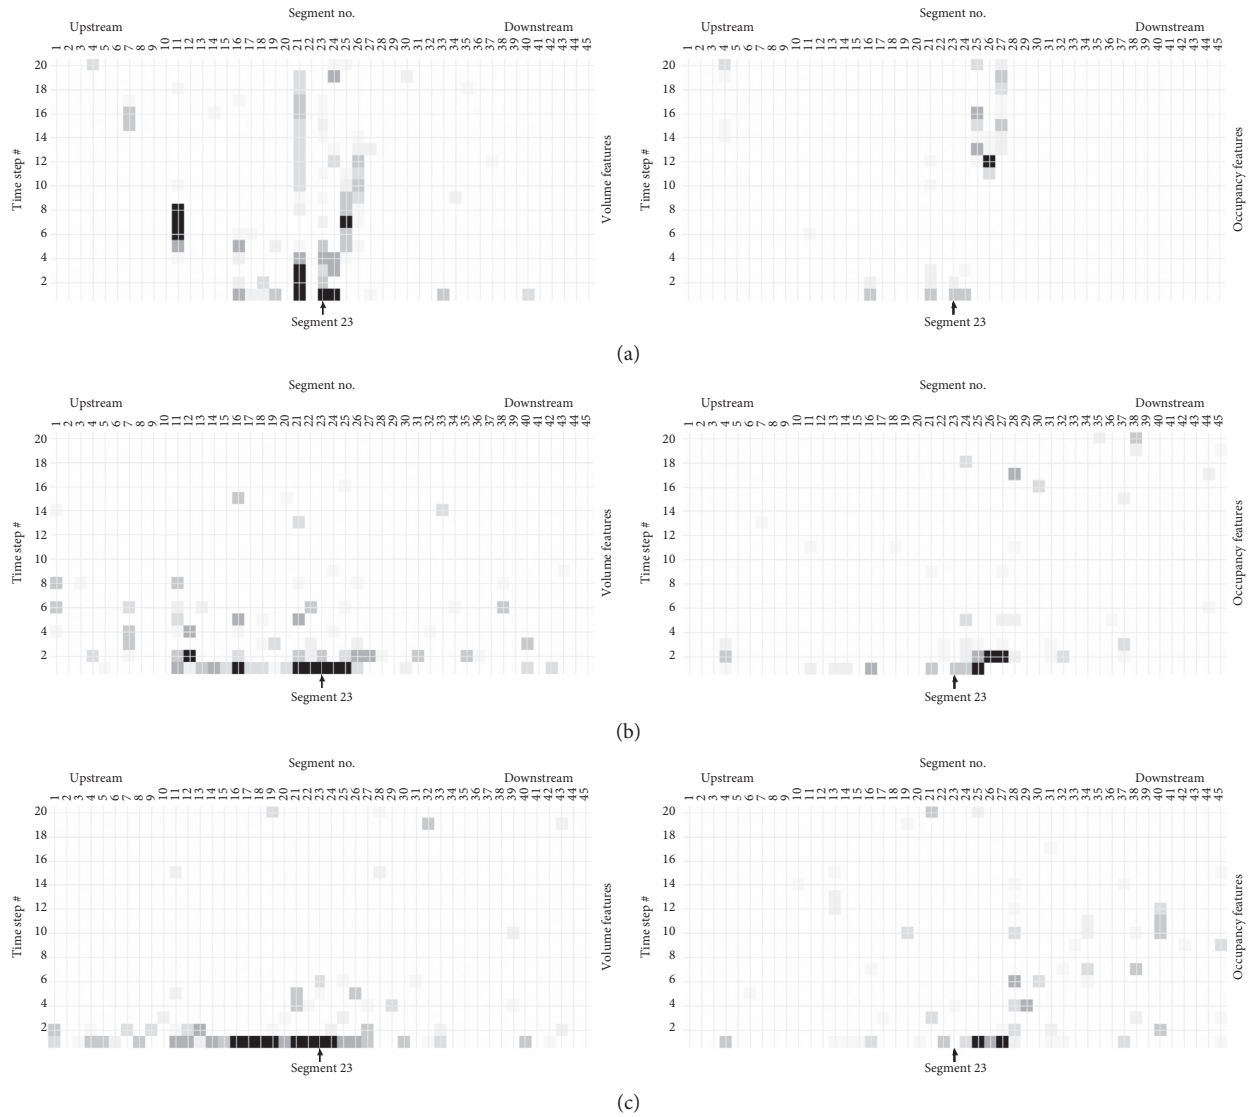 Segment no.
Upstream Downstream
1 2 3 4 5 6 7 8 9 10 11 12 13 14 15 16 17 18 19 20 21 22 23 24 25 26 27 28 29 30 31 32 33 34 35 36 37 38 39 40 41 42 43 44 45
Time step #
20
18
16
14
12
10
8
6
4
2
Volume features
Segment 23
Segment no.
Upstream Downstream
1 2 3 4 5 6 7 8 9 10 11 12 13 14 15 16 17 18 19 20 21 22 23 24 25 26 27 28 29 30 31 32 33 34 35 36 37 38 39 40 41 42 43 44 45
Time step #
20
18
16
14
12
10
8
6
4
2
Occupancy features
Segment 23
(a)
Segment no.
Upstream Downstream
1 2 3 4 5 6 7 8 9 10 11 12 13 14 15 16 17 18 19 20 21 22 23 24 25 26 27 28 29 30 31 32 33 34 35 36 37 38 39 40 41 42 43 44 45
Time step #
20
18
16
14
12
10
8
6
4
2
Volume features
Segment 23
Segment no.
Upstream Downstream
1 2 3 4 5 6 7 8 9 10 11 12 13 14 15 16 17 18 19 20 21 22 23 24 25 26 27 28 29 30 31 32 33 34 35 36 37 38 39 40 41 42 43 44 45
Time step #
20
18
16
14
12
10
8
6
4
2
Occupancy features
Segment 23
(b)
Segment no.
Upstream Downstream
1 2 3 4 5 6 7 8 9 10 11 12 13 14 15 16 17 18 19 20 21 22 23 24 25 26 27 28 29 30 31 32 33 34 35 36 37 38 39 40 41 42 43 44 45
Time step #
20
18
16
14
12
10
8
6
4
2
Volume features
Segment 23
Segment no.
Upstream Downstream
1 2 3 4 5 6 7 8 9 10 11 12 13 14 15 16 17 18 19 20 21 22 23 24 25 26 27 28 29 30 31 32 33 34 35 36 37 38 39 40 41 42 43 44 45
Time step #
20
18
16
14
12
10
8
6
4
2
Occupancy features
Segment 23
(c)